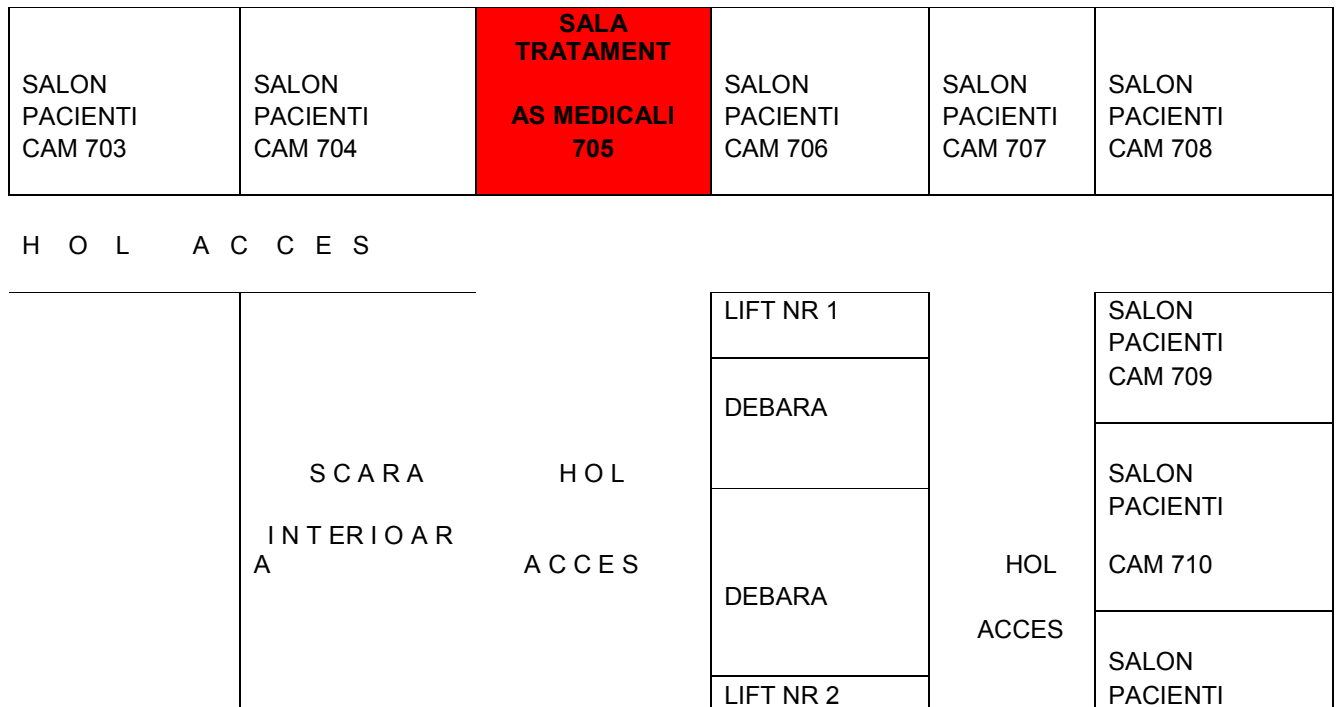 SALON
PACIENTI
CAM 703
SALON
PACIENTI
CAM 704
SALA
TRATAMENT
AS MEDICALI
705
SALON
PACIENTI
CAM 706
SALON
PACIENTI
CAM 707
SALON
PACIENTI
CAM 708
H O L A C C E S
S C A R A
I N T E R I O A R
A
H O L
A C C E S
LIFT NR 1
DEBARA
DEBARA
LIFT NR 2
HOL
ACCES
SALON
PACIENTI
CAM 709
SALON
PACIENTI
CAM 710
SALON
PACIENTI